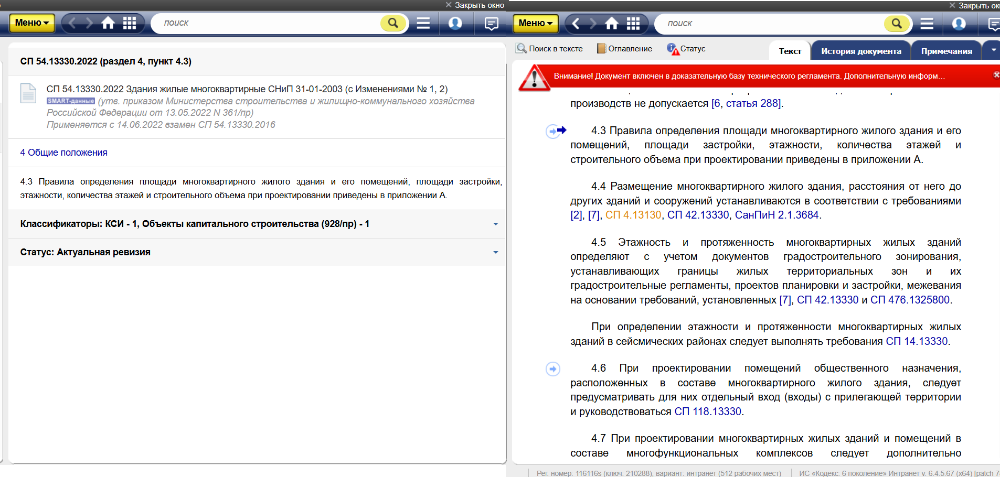 Закрыть окно
Меню
поиск
СП 54.13330.2022 (раздел 4, пункт 4.3)
СП 54.13330.2022 Здания жилые многоквартирные СНиП 31-01-2003 (с Изменениями № 1, 2)
SMART-данные (утв. приказом Министерства строительства и жилищно-коммунального хозяйства
Российской Федерации от 13.05.2022 N 361/пр)
Применяется с 14.06.2022 взамен СП 54.13330.2016
4 Общие положения
4.3 Правила определения площади многоквартирного жилого здания и его помещений, площади застройки,
этажности, количества этажей и строительного объема при проектировании приведены в приложении А.
Классификаторы: КСИ - 1, Объекты капитального строительства (928/пр) - 1
Статус: Актуальная ревизия
Закрыть ок
Меню
поиск
Поиск в тексте
Оглавление
Статус
Текст
История документа
Примечания
Внимание! Документ включен в доказательную базу технического регламента. Дополнительную информ...
производств не допускается [6, статья 288].
4.3 Правила определения площади многоквартирного жилого здания и его
помещений, площади застройки, этажности, количества этажей и
строительного объема при проектировании приведены в приложении А.
4.4 Размещение многоквартирного жилого здания, расстояния от него до
других зданий и сооружений устанавливаются в соответствии с требованиями
[2], [7], СП 4.13130, СП 42.13330, СанПиН 2.1.3684.
4.5 Этажность и протяженность многоквартирных жилых зданий
определяют с учетом документов градостроительного зонирования,
устанавливающих границы жилых территориальных зон и их
градостроительные регламенты, проектов планировки и застройки, межевания
на основании требований, установленных [7], СП 42.13330 и СП 476.1325800.
При определении этажности и протяженности многоквартирных жилых
зданий в сейсмических районах следует выполнять требования СП 14.13330.
4.6 При проектировании помещений общественного назначения,
расположенных в составе многоквартирного жилого здания, следует
предусматривать для них отдельный вход (входы) с прилегающей территории
и руководствоваться СП 118.13330.
4.7 При проектировании многоквартирных жилых зданий и помещений в
составе многофункциональных комплексов следует дополнительно
Рег. номер: 116116s (ключ: 210288), вариант: интранет (512 рабочих мест)
ИС «Кодекс: 6 поколение» Интранет v. 6.4.5.67 (x64) [patch 7